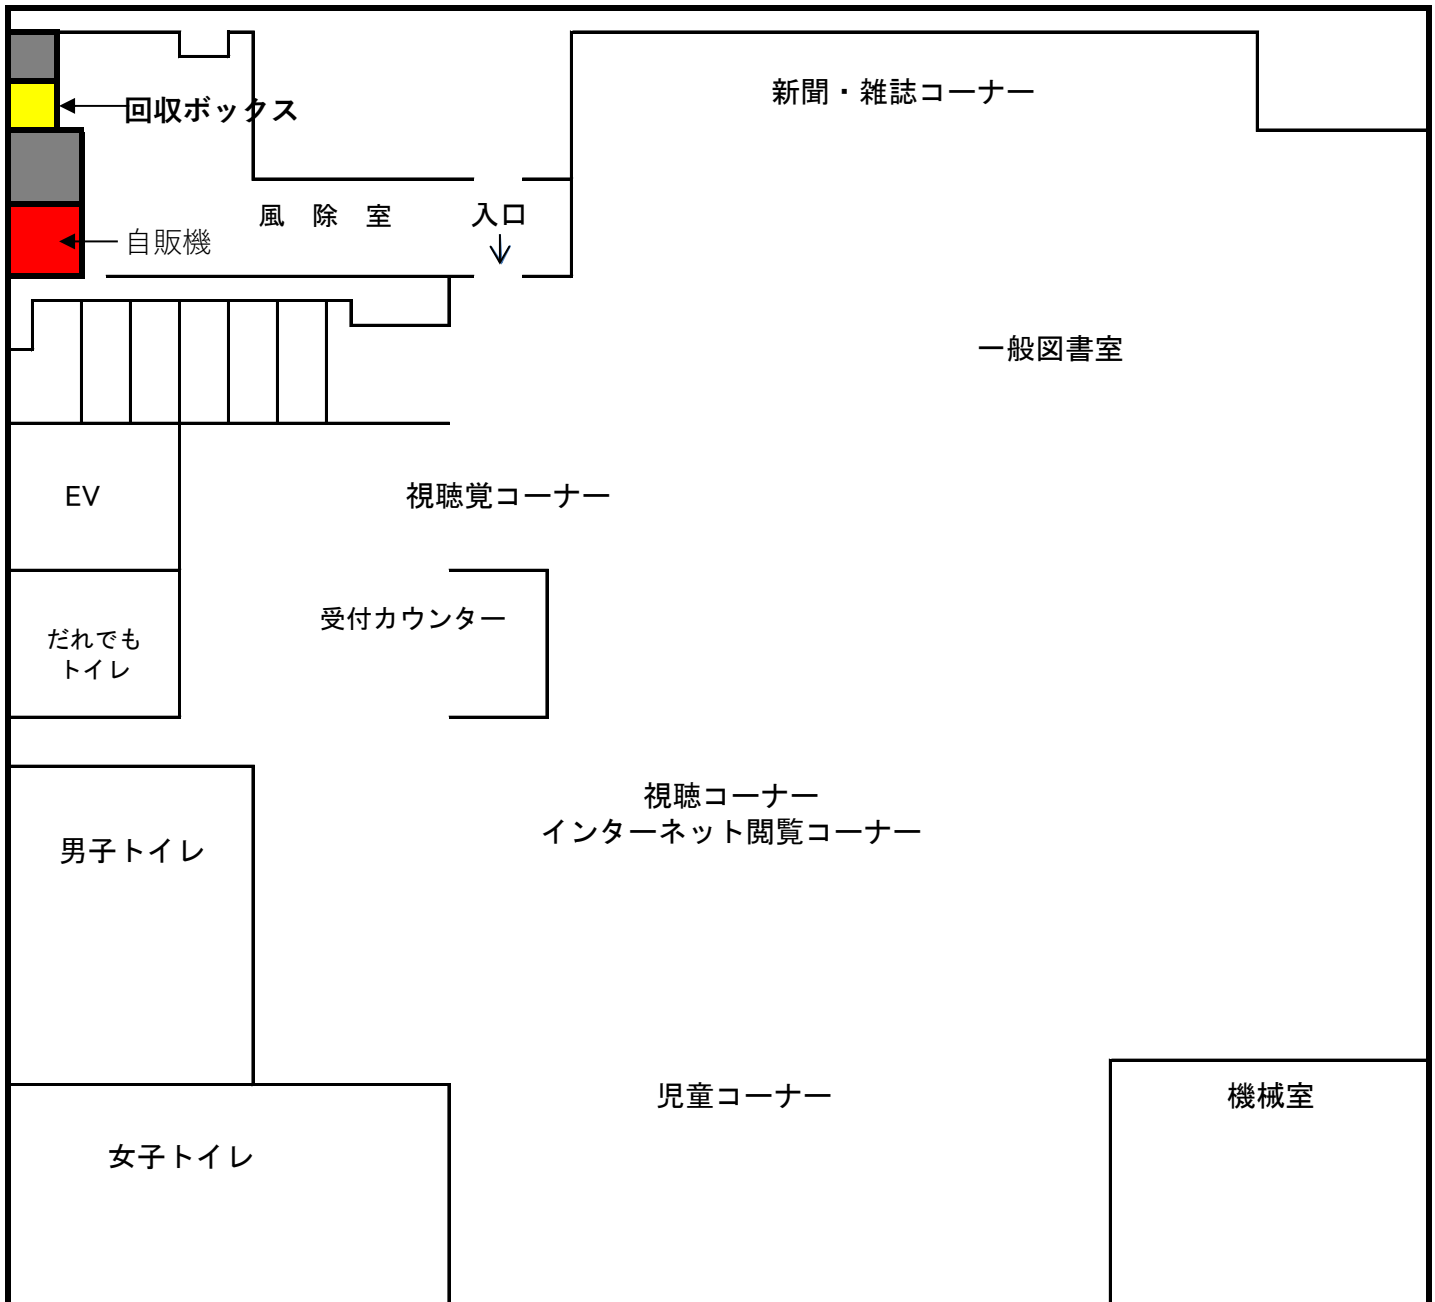 新聞・雑誌コーナー
回収ボックス
風 除 室
入口
自販機
一般図書室
EV
視聴覚コーナー
受付カウンター
だれでも
トイレ
視聴コーナー
インターネット閲覧コーナー
男子トイレ
児童コーナー
機械室
女子トイレ